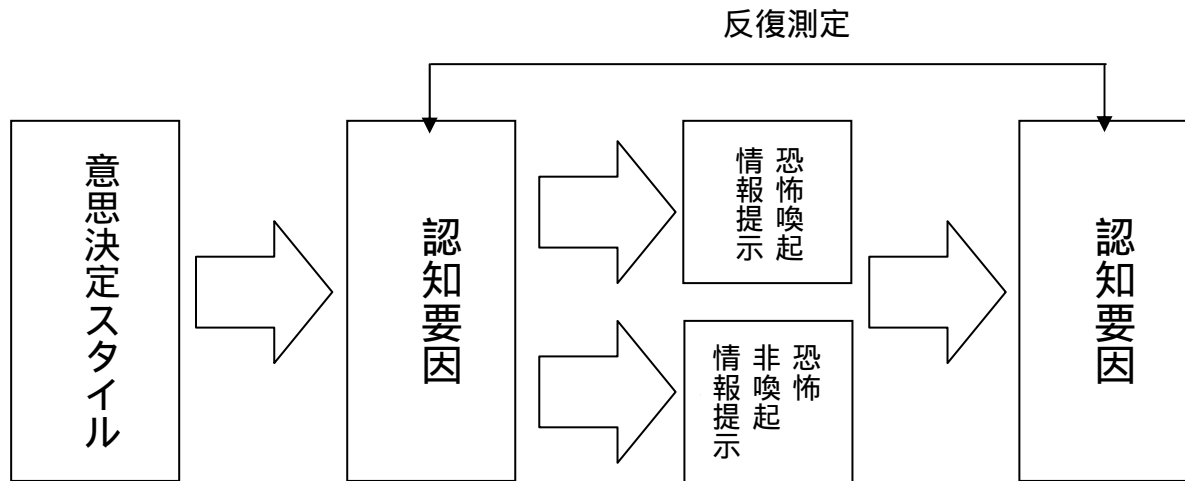 反復測定
意思決定スタイル
認知要因
恐怖喚起
情報提示
恐怖
非喚起
情報提示
認知要因